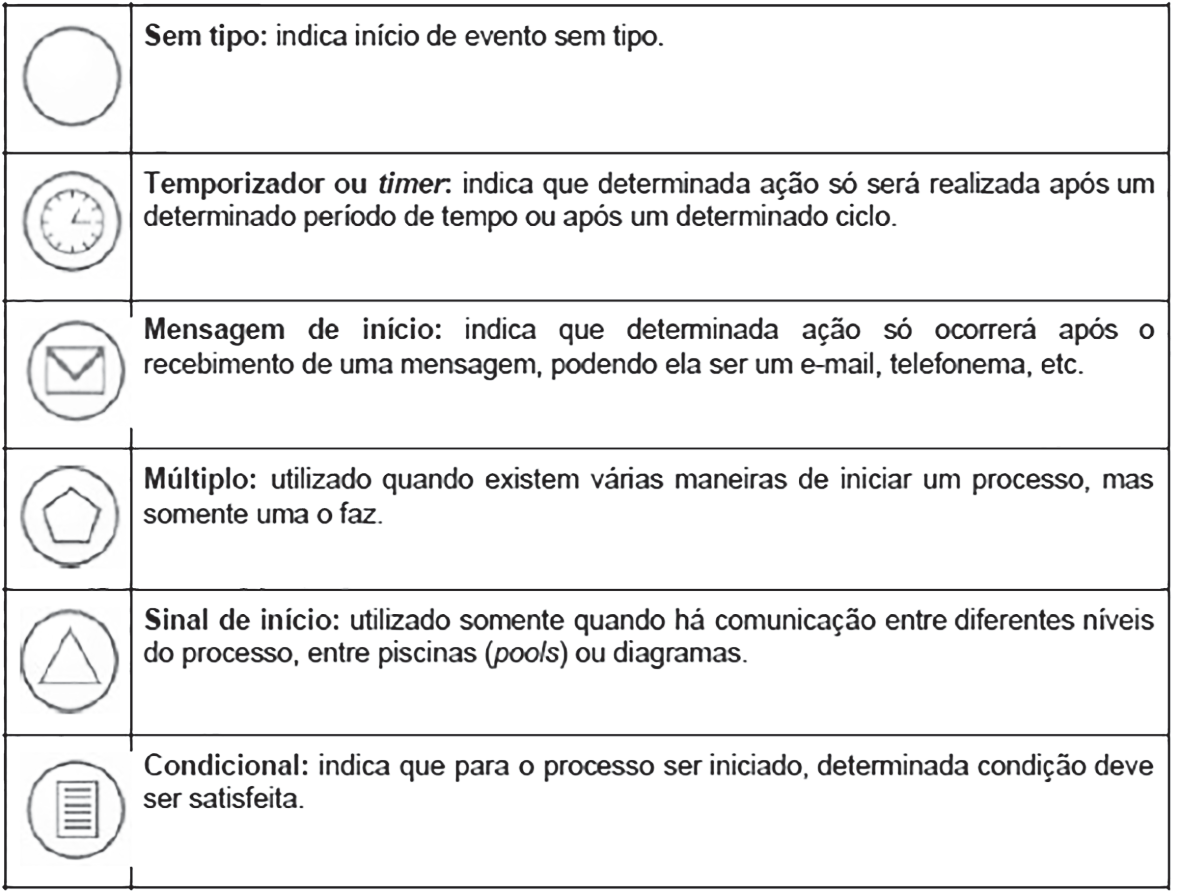 Sem tipo: indica início de evento sem tipo.
Temporizador ou timer: indica que determinada ação só será realizada após um
determinado período de tempo ou após um determinado ciclo.
Mensagem de início: indica que determinada ação só ocorrerá após o
recebimento de uma mensagem, podendo ela ser um e-mail, telefonema, etc.
Múltiplo: utilizado quando existem várias maneiras de iniciar um processo, mas
somente uma o faz.
Sinal de início: utilizado somente quando há comunicação entre diferentes níveis
do processo, entre piscinas (pools) ou diagramas.
Condicional: indica que para o processo ser iniciado, determinada condição deve
ser satisfeita.